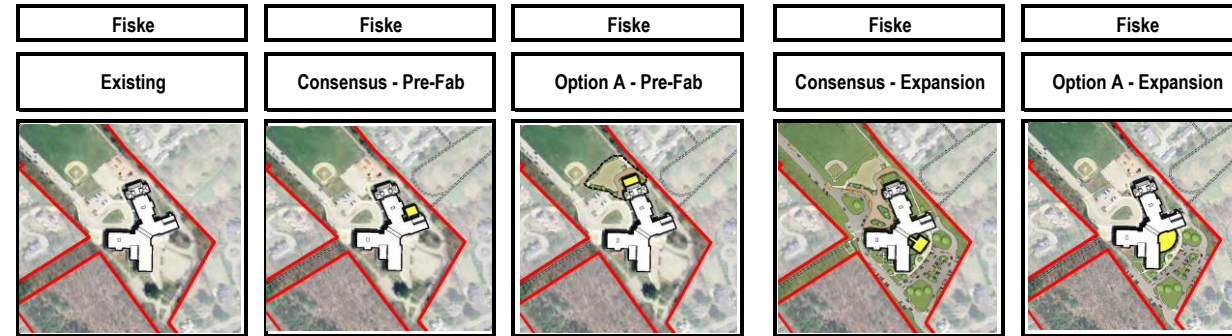 Fiske
Fiske
Fiske
Fiske
Fiske
Existing
Consensus - Pre-Fab
Option A - Pre-Fab
Consensus - Expansion
Option A - Expansion